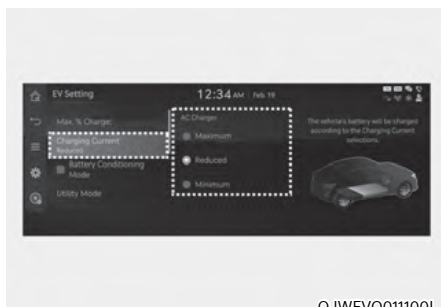 EV Setting
12:34 AM Feb. 19
Max. % Charge:
Charging Current
Reduced
Battery Conditioning
Mode
Utility Mode
AC Charger
Maximum
Reduced
Minimum
The vehicle's battery will be charged
according to the Charging Current
selections.